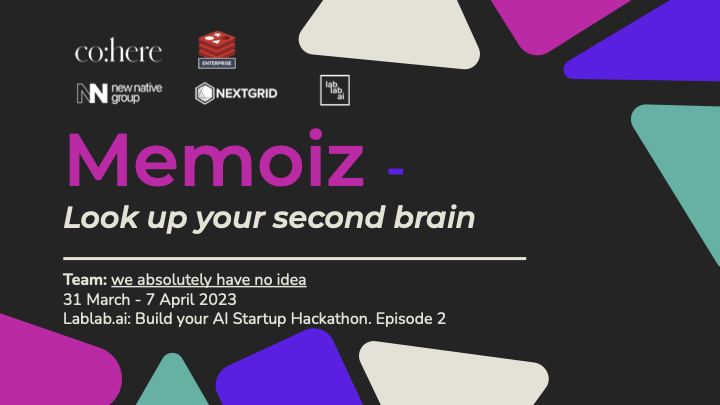 co:here
ENTERPRISE
new native
group
NEXTGRID
lab
lab
.ai
Memoiz -
Look up your second brain
Team: we absolutely have no idea
31 March - 7 April 2023
Lablab.ai: Build your AI Startup Hackathon. Episode 2